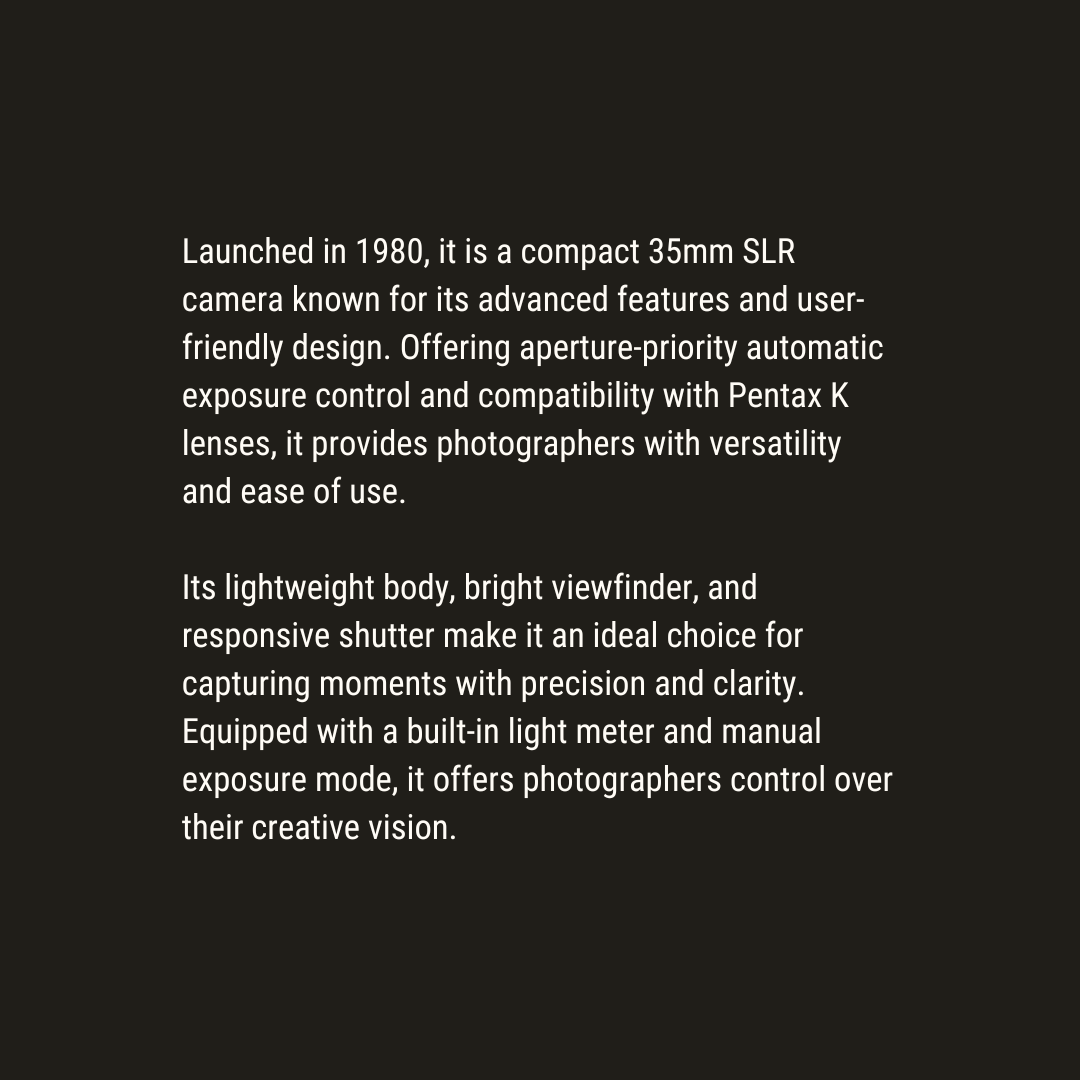 Launched in 1980, it is a compact 35mm SLR
camera known for its advanced features and user-
friendly design. Offering aperture-priority automatic
exposure control and compatibility with Pentax K
lenses, it provides photographers with versatility
and ease of use.
Its lightweight body, bright viewfinder, and
responsive shutter make it an ideal choice for
capturing moments with precision and clarity.
Equipped with a built-in light meter and manual
exposure mode, it offers photographers control over
their creative vision.